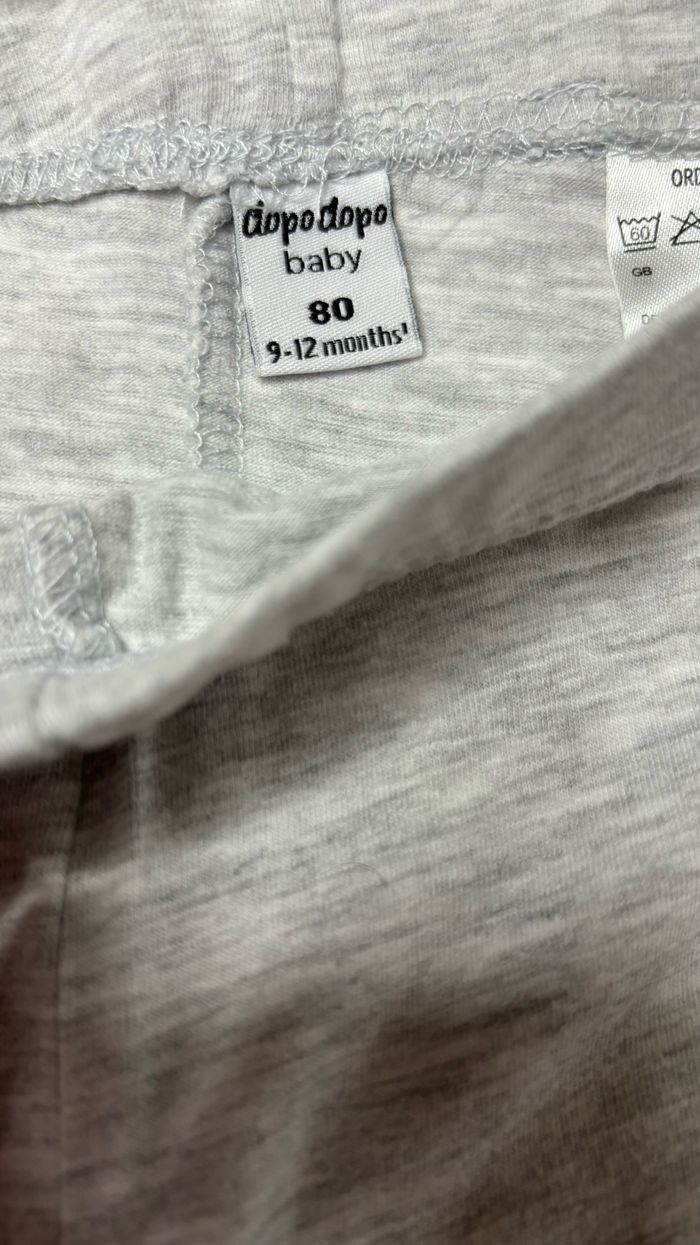 dopodopo
baby
80
9-12 months¹
ORD
60
GB